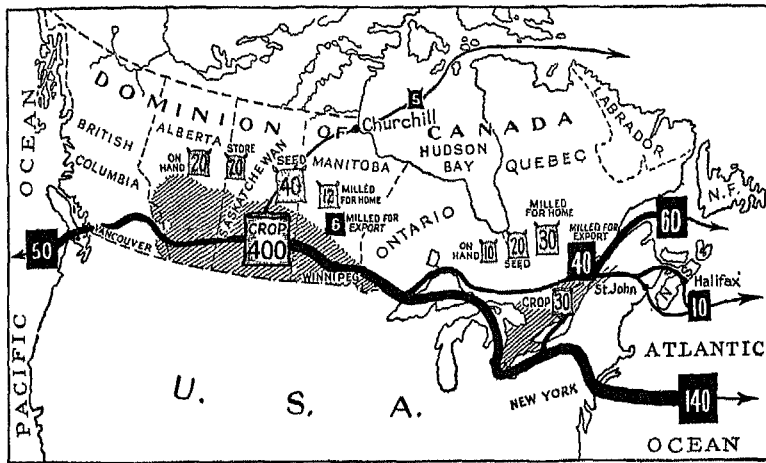 DOMINION OF CANADA
LABRADOR
5
Churchill
HUDSON
BAY
QUEBEC
N.F.
BRITISH
COLUMBIA
ALBERTA
ON
HAND
20
STORE
20
SASKATCHEWAN
SEED
40
MANITOBA
12
MILLED
FOR HOME
6
MILLED FOR
EXPORT
ONTARIO
ON
HAND
10
20
SEED
MILLED
FOR HOME
30
MILLED FOR
EXPORT
40
60
OCEAN
PACIFIC
50
VANCOUVER
CROP
400
WINNIPEG
CROP
30
St. John
Halifax
10
ATLANTIC
OCEAN
NEW YORK
140
U. S. A.